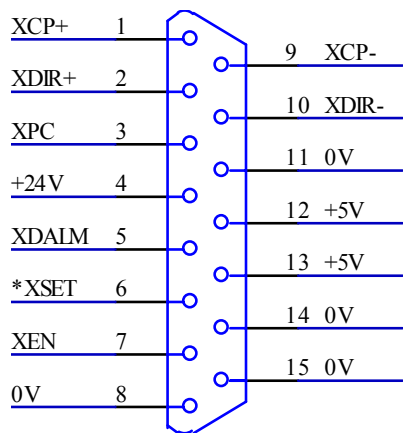 XCP+ 1
9 XCP-
XDIR+ 2
10 XDIR-
XPC 3
11 0V
+24V 4
12 +5V
XDALM 5
13 +5V
*XSET 6
14 0V
XEN 7
15 0V
0V 8